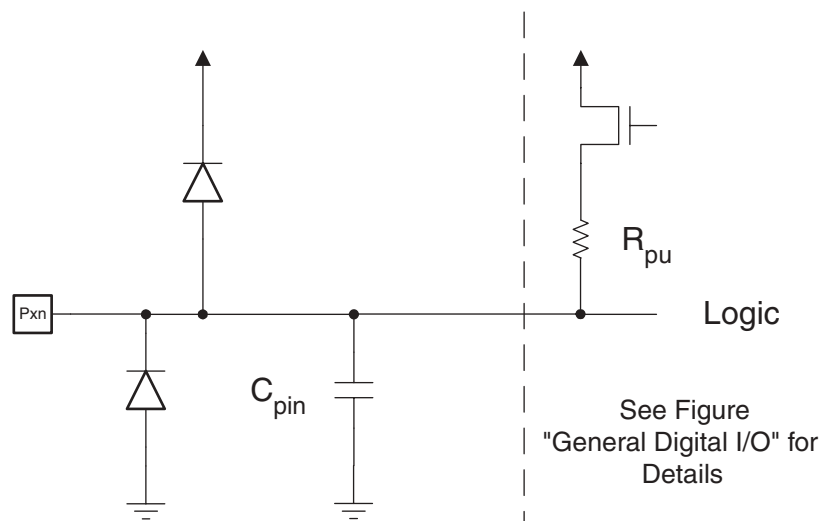 R_pu
Pxn
Logic
C_pin
See Figure
"General Digital I/O" for
Details